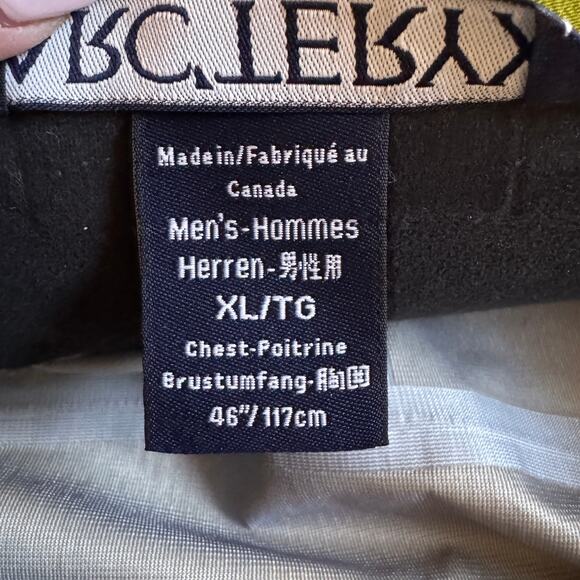 ARC'TERYX
Made in/Fabriqué au
Canada
Men's-Hommes
Herren-男性用
XL/TG
Chest-Poitrine
Brustumfang-胸囲
46"/117cm